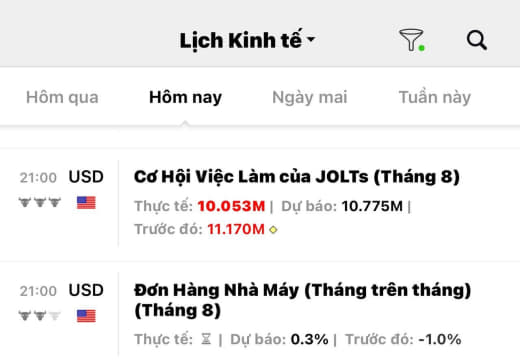 Lịch Kinh tế
Hôm qua Hôm nay Ngày mai Tuần này
21:00 USD Cơ Hội Việc Làm của JOLTs (Tháng 8)
Thực tế: 10.053M | Dự báo: 10.775M |
Trước đó: 11.170M
21:00 USD Đơn Hàng Nhà Máy (Tháng trên tháng)
(Tháng 8)
Thực tế: | Dự báo: 0.3% | Trước đó: -1.0%